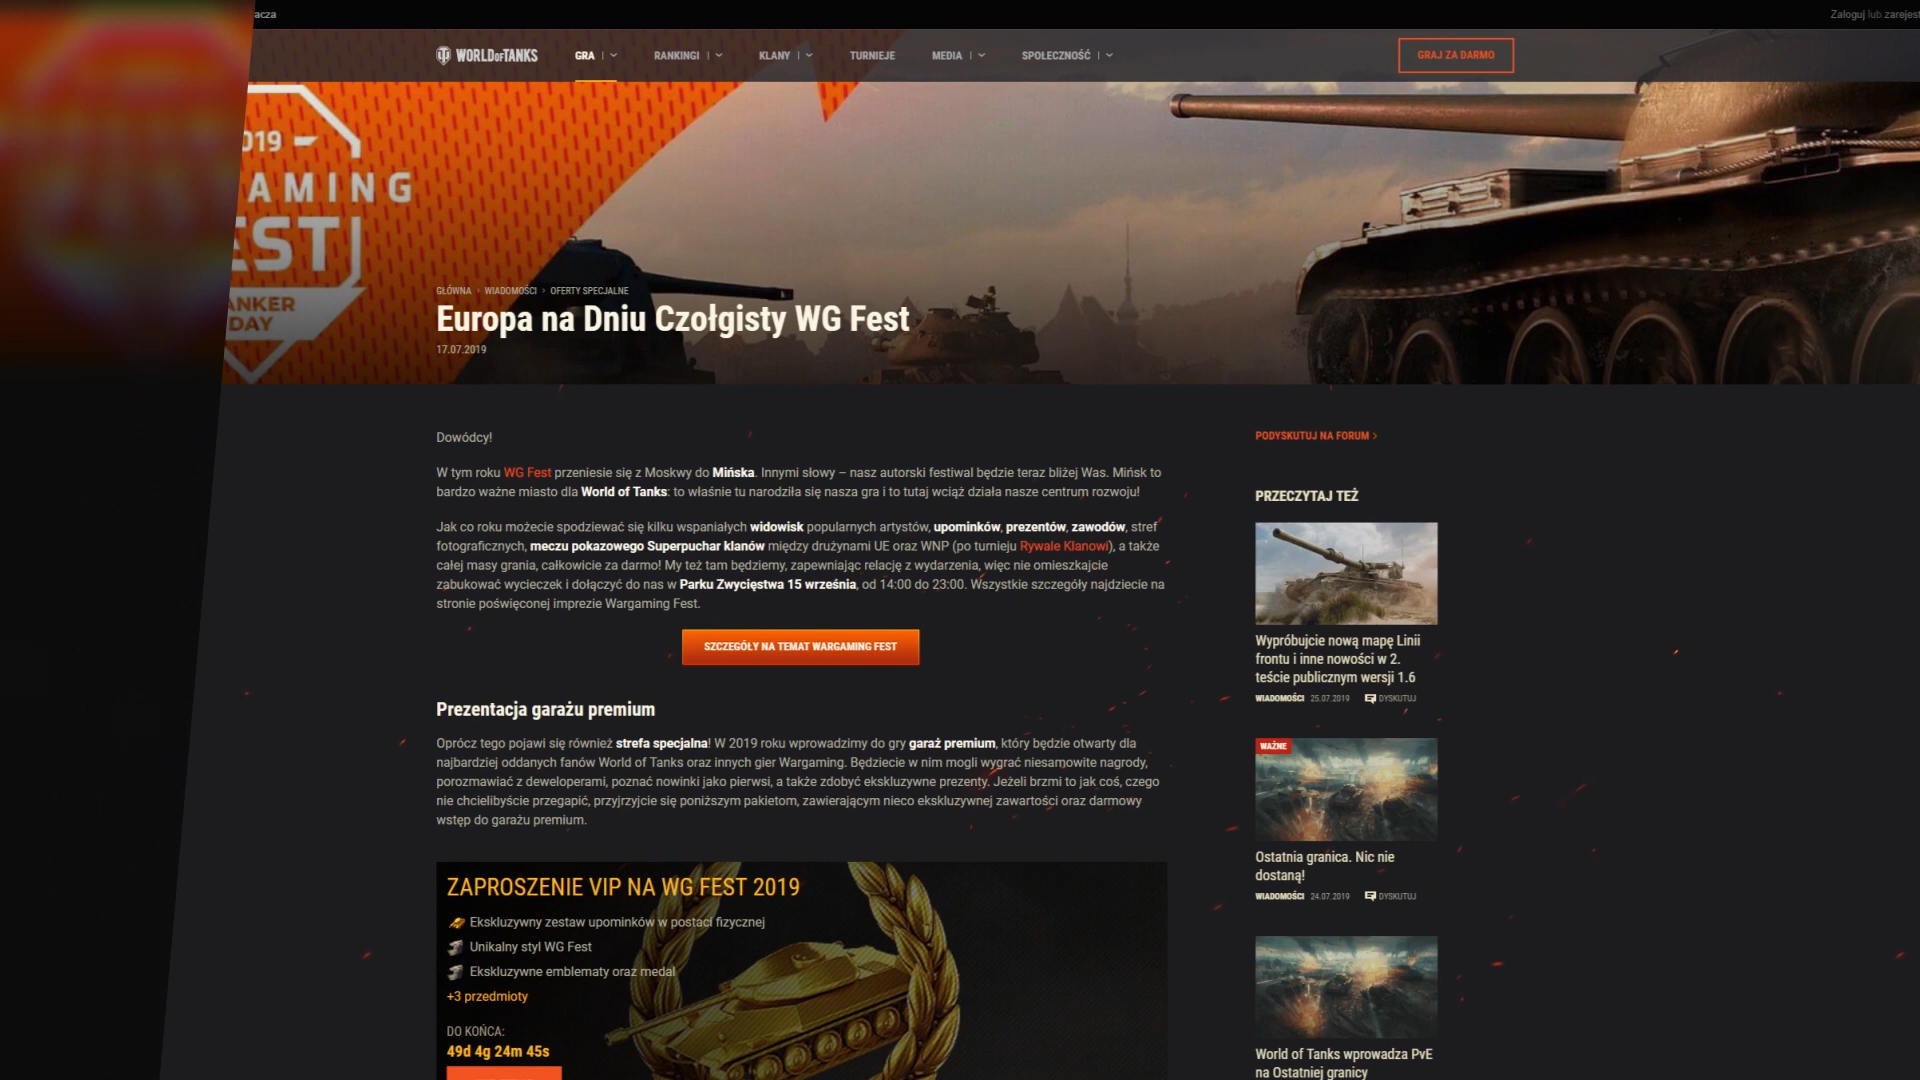 Zaloguj lub
WORLD OF TANKS
GRA
RANKINGI
KLANY
TURNIEJE
MEDIA
SPOŁECZNOŚĆ
GRAJ ZA DARMO
GŁÓWNA › WIADOMOŚCI › OFERTY SPECJALNE
Europa na Dniu Czołgisty WG Fest
17.07.2019
Dowódcy!
W tym roku WG Fest przeniesie się z Moskwy do Mińska. Innymi słowy – nasz autorski festiwal będzie teraz bliżej Was. Mińsk to
bardzo ważne miasto dla World of Tanks: to właśnie tu narodziła się nasza gra i to tutaj wciąż działa nasze centrum rozwoju!
Jak co roku możecie spodziewać się kilku wspaniałych widowisk popularnych artystów, upominków, prezentów, zawodów, stref
fotograficznych, meczu pokazowego Superpuchar klanów między drużynami UE oraz WNP (po turnieju Rywale Klanowi), a także
całej masy grania, całkowicie za darmo! My też tam będziemy, zapewniając relację z wydarzenia, więc nie omieszkajcie
zabukować wycieczek i dołączyć do nas w Parku Zwycięstwa 15 września, od 14:00 do 23:00. Wszystkie szczegóły najdziecie na
stronie poświęconej imprezie Wargaming Fest.
SZCZEGÓŁY NA TEMAT WARGAMING FEST
Prezentacja garażu premium
Oprócz tego pojawi się również strefa specjalna! W 2019 roku wprowadzimy do gry garaż premium, który będzie otwarty dla
najbardziej oddanych fanów World of Tanks oraz innych gier Wargaming. Będziecie w nim mogli wygrać niesamowite nagrody,
porozmawiać z deweloperami, poznać nowinki jako pierwsi, a także zdobyć ekskluzywne prezenty. Jeżeli brzmi to jak coś, czego
nie chcielibyście przegapić, przyjrzyjcie się poniższym pakietom, zawierającym nieco ekskluzywnej zawartości oraz darmowy
wstęp do garażu premium.
ZAPROSZENIE VIP NA WG FEST 2019
Ekskluzywny zestaw upominków w postaci fizycznej
Unikalny styl WG Fest
Ekskluzywne emblematy oraz medal
+3 przedmioty
DO KOŃCA:
49d 4g 24m 45s
PODYSKUTUJ NA FORUM ›
PRZECZYTAJ TEŻ
Wypróbujcie nową mapę Linii
frontu i inne nowości w 2.
teście publicznym wersji 1.6
WIADOMOŚCI 25.07.2019 DYSKUTUJ
WAŻNE
Ostatnia granica. Nic nie
dostaną!
WIADOMOŚCI 24.07.2019 DYSKUTUJ
World of Tanks wprowadza PvE
na Ostatniej granicy